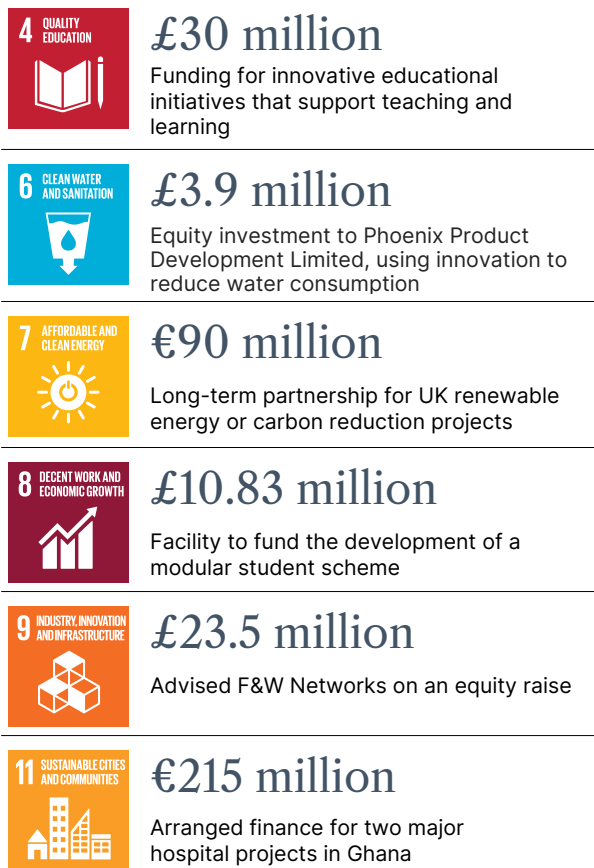 4 QUALITY
EDUCATION
£30 million
Funding for innovative educational
initiatives that support teaching and
learning
6 CLEAN WATER
AND SANITATION
£3.9 million
Equity investment to Phoenix Product
Development Limited, using innovation to
reduce water consumption
7 AFFORDABLE AND
CLEAN ENERGY
€90 million
Long-term partnership for UK renewable
energy or carbon reduction projects
8 DECENT WORK AND
ECONOMIC GROWTH
£10.83 million
Facility to fund the development of a
modular student scheme
9 INDUSTRY, INNOVATION
AND INFRASTRUCTURE
£23.5 million
Advised F&W Networks on an equity raise
11 SUSTAINABLE CITIES
AND COMMUNITIES
€215 million
Arranged finance for two major
hospital projects in Ghana